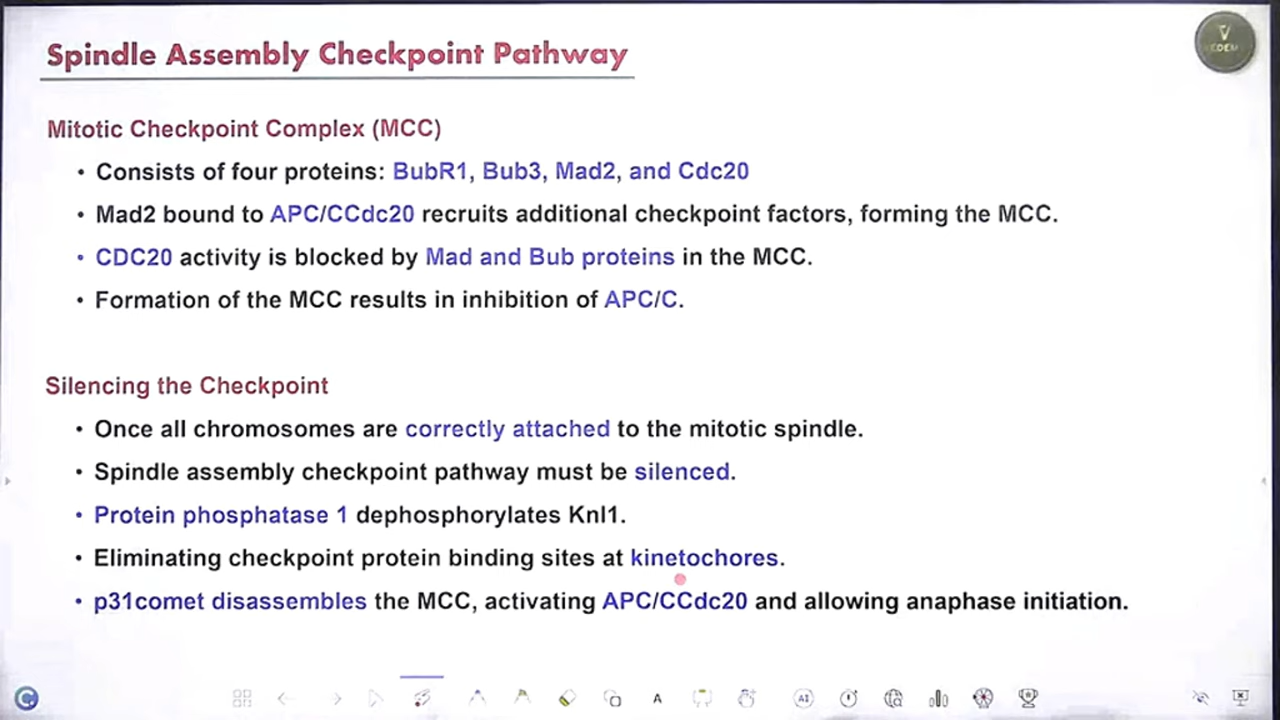 Spindle Assembly Checkpoint Pathway
V
VEDEM
Mitotic Checkpoint Complex (MCC)
• Consists of four proteins: BubR1, Bub3, Mad2, and Cdc20
• Mad2 bound to APC/CCdc20 recruits additional checkpoint factors, forming the MCC.
• CDC20 activity is blocked by Mad and Bub proteins in the MCC.
• Formation of the MCC results in inhibition of APC/C.
Silencing the Checkpoint
• Once all chromosomes are correctly attached to the mitotic spindle.
• Spindle assembly checkpoint pathway must be silenced.
• Protein phosphatase 1 dephosphorylates Knl1.
• Eliminating checkpoint protein binding sites at kinetochores.
• p31comet disassembles the MCC, activating APC/CCdc20 and allowing anaphase initiation.
A
AI